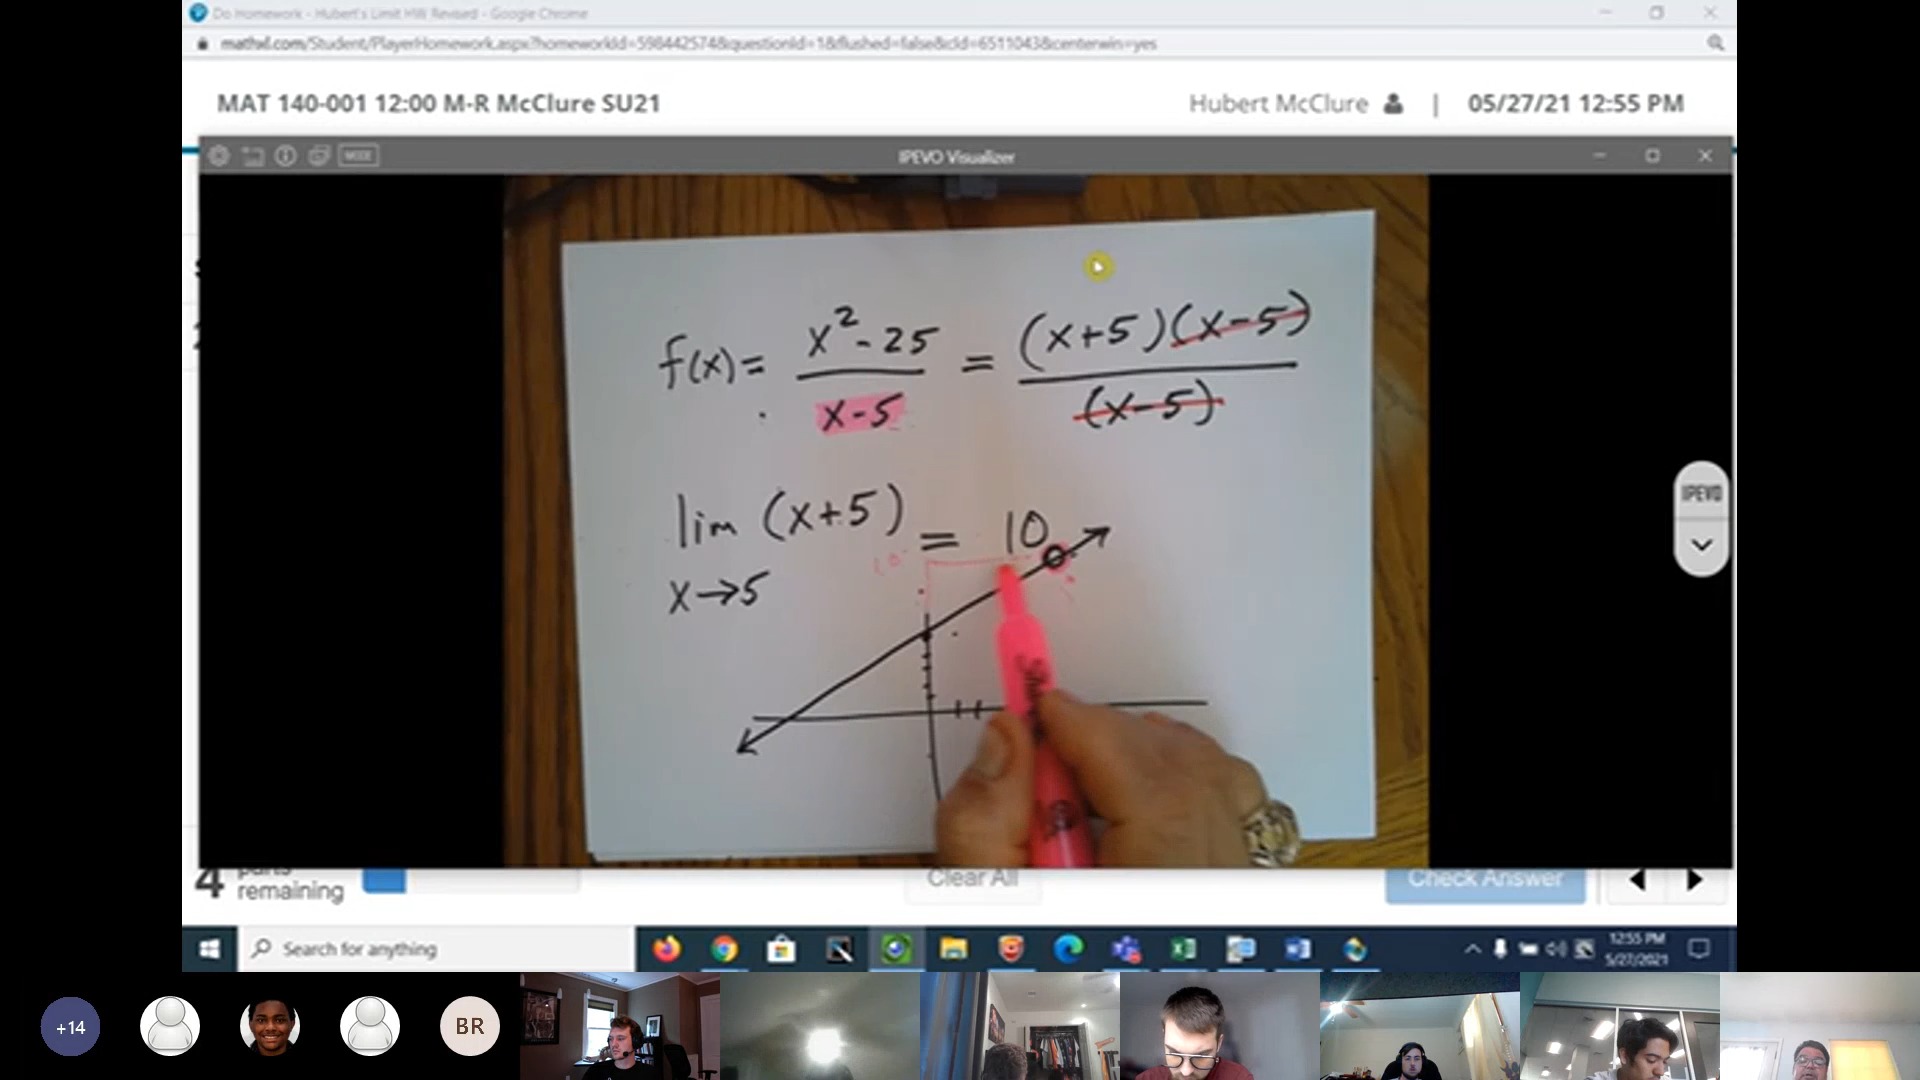 Do Homework - Hubert's Limit HW Revised - Google Chrome
mathxl.com/Student/PlayerHomework.aspx?homeworkId=598442574&questionId=1&flushed=false&cId=6511043&centerwin=yes
MAT 140-001 12:00 M-R McClure SU21
Hubert McClure | 05/27/21 12:55 PM
MODE
IPEVO Visualizer
f(x) = x² - 25 / x - 5 = (x+5)(x-5) / (x-5)
IPEVO
lim (x+5) = 10
x→5
10
4 parts remaining
Clear All
Check Answer
Search for anything
12:55 PM
5/27/2021
+14
BR